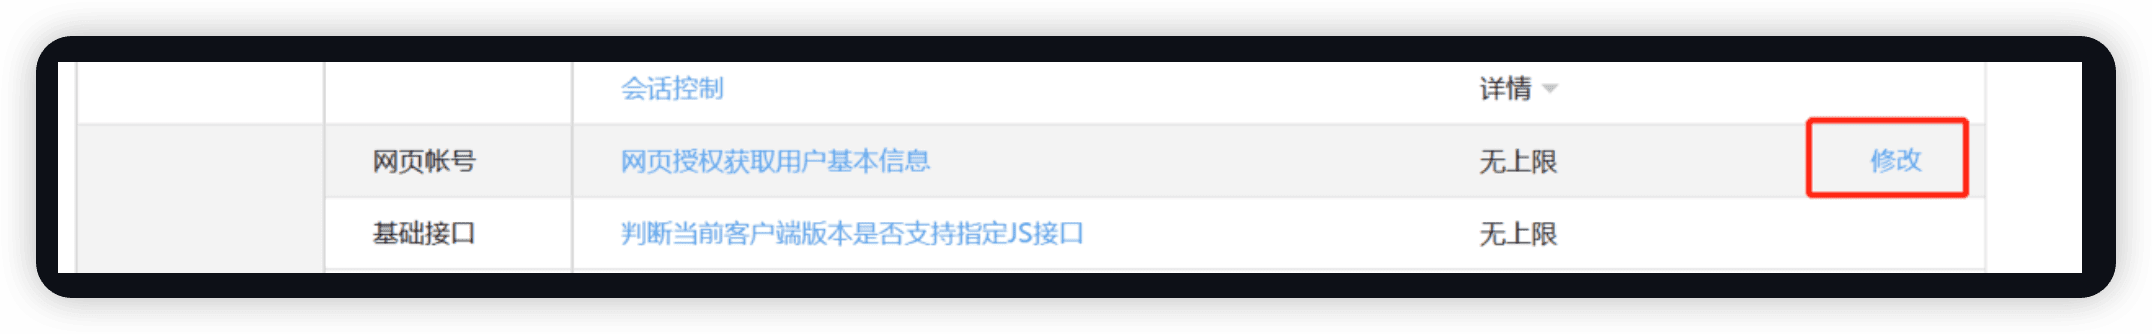 会话控制 详情
网页帐号 网页授权获取用户基本信息 无上限 修改
基础接口 判断当前客户端版本是否支持指定JS接口 无上限